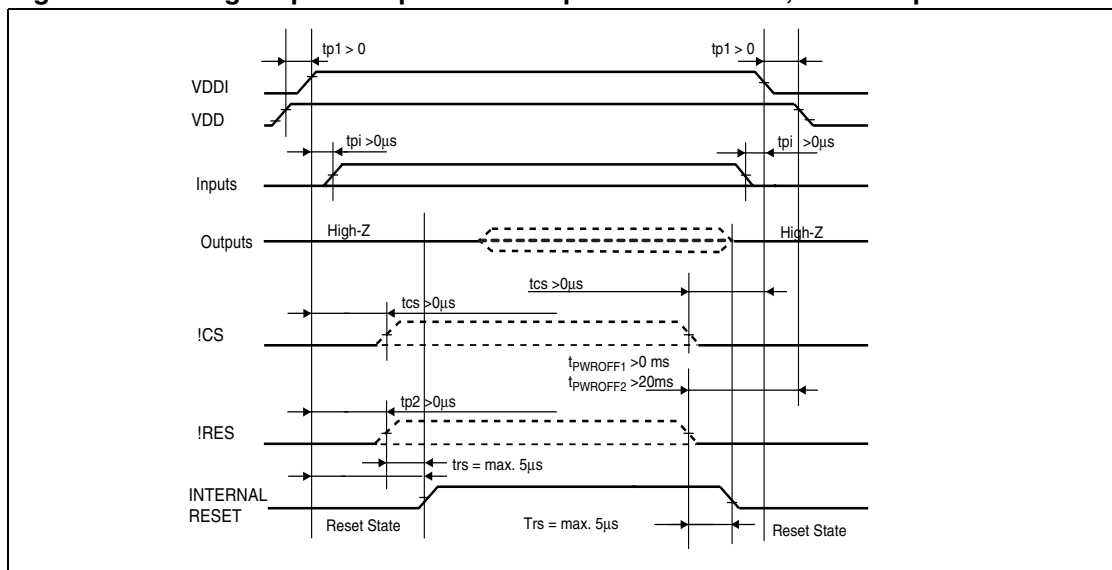 tp1 > 0
tp1 > 0
VDDI
VDD
tpi >0µs
tpi >0µs
Inputs
Outputs
High-Z
High-Z
tcs >0µs
tcs >0µs
!CS
tPWROFF1 >0 ms
tPWROFF2 >20ms
tp2 >0µs
!RES
trs = max. 5µs
INTERNAL
RESET
Reset State
Trs = max. 5µs
Reset State